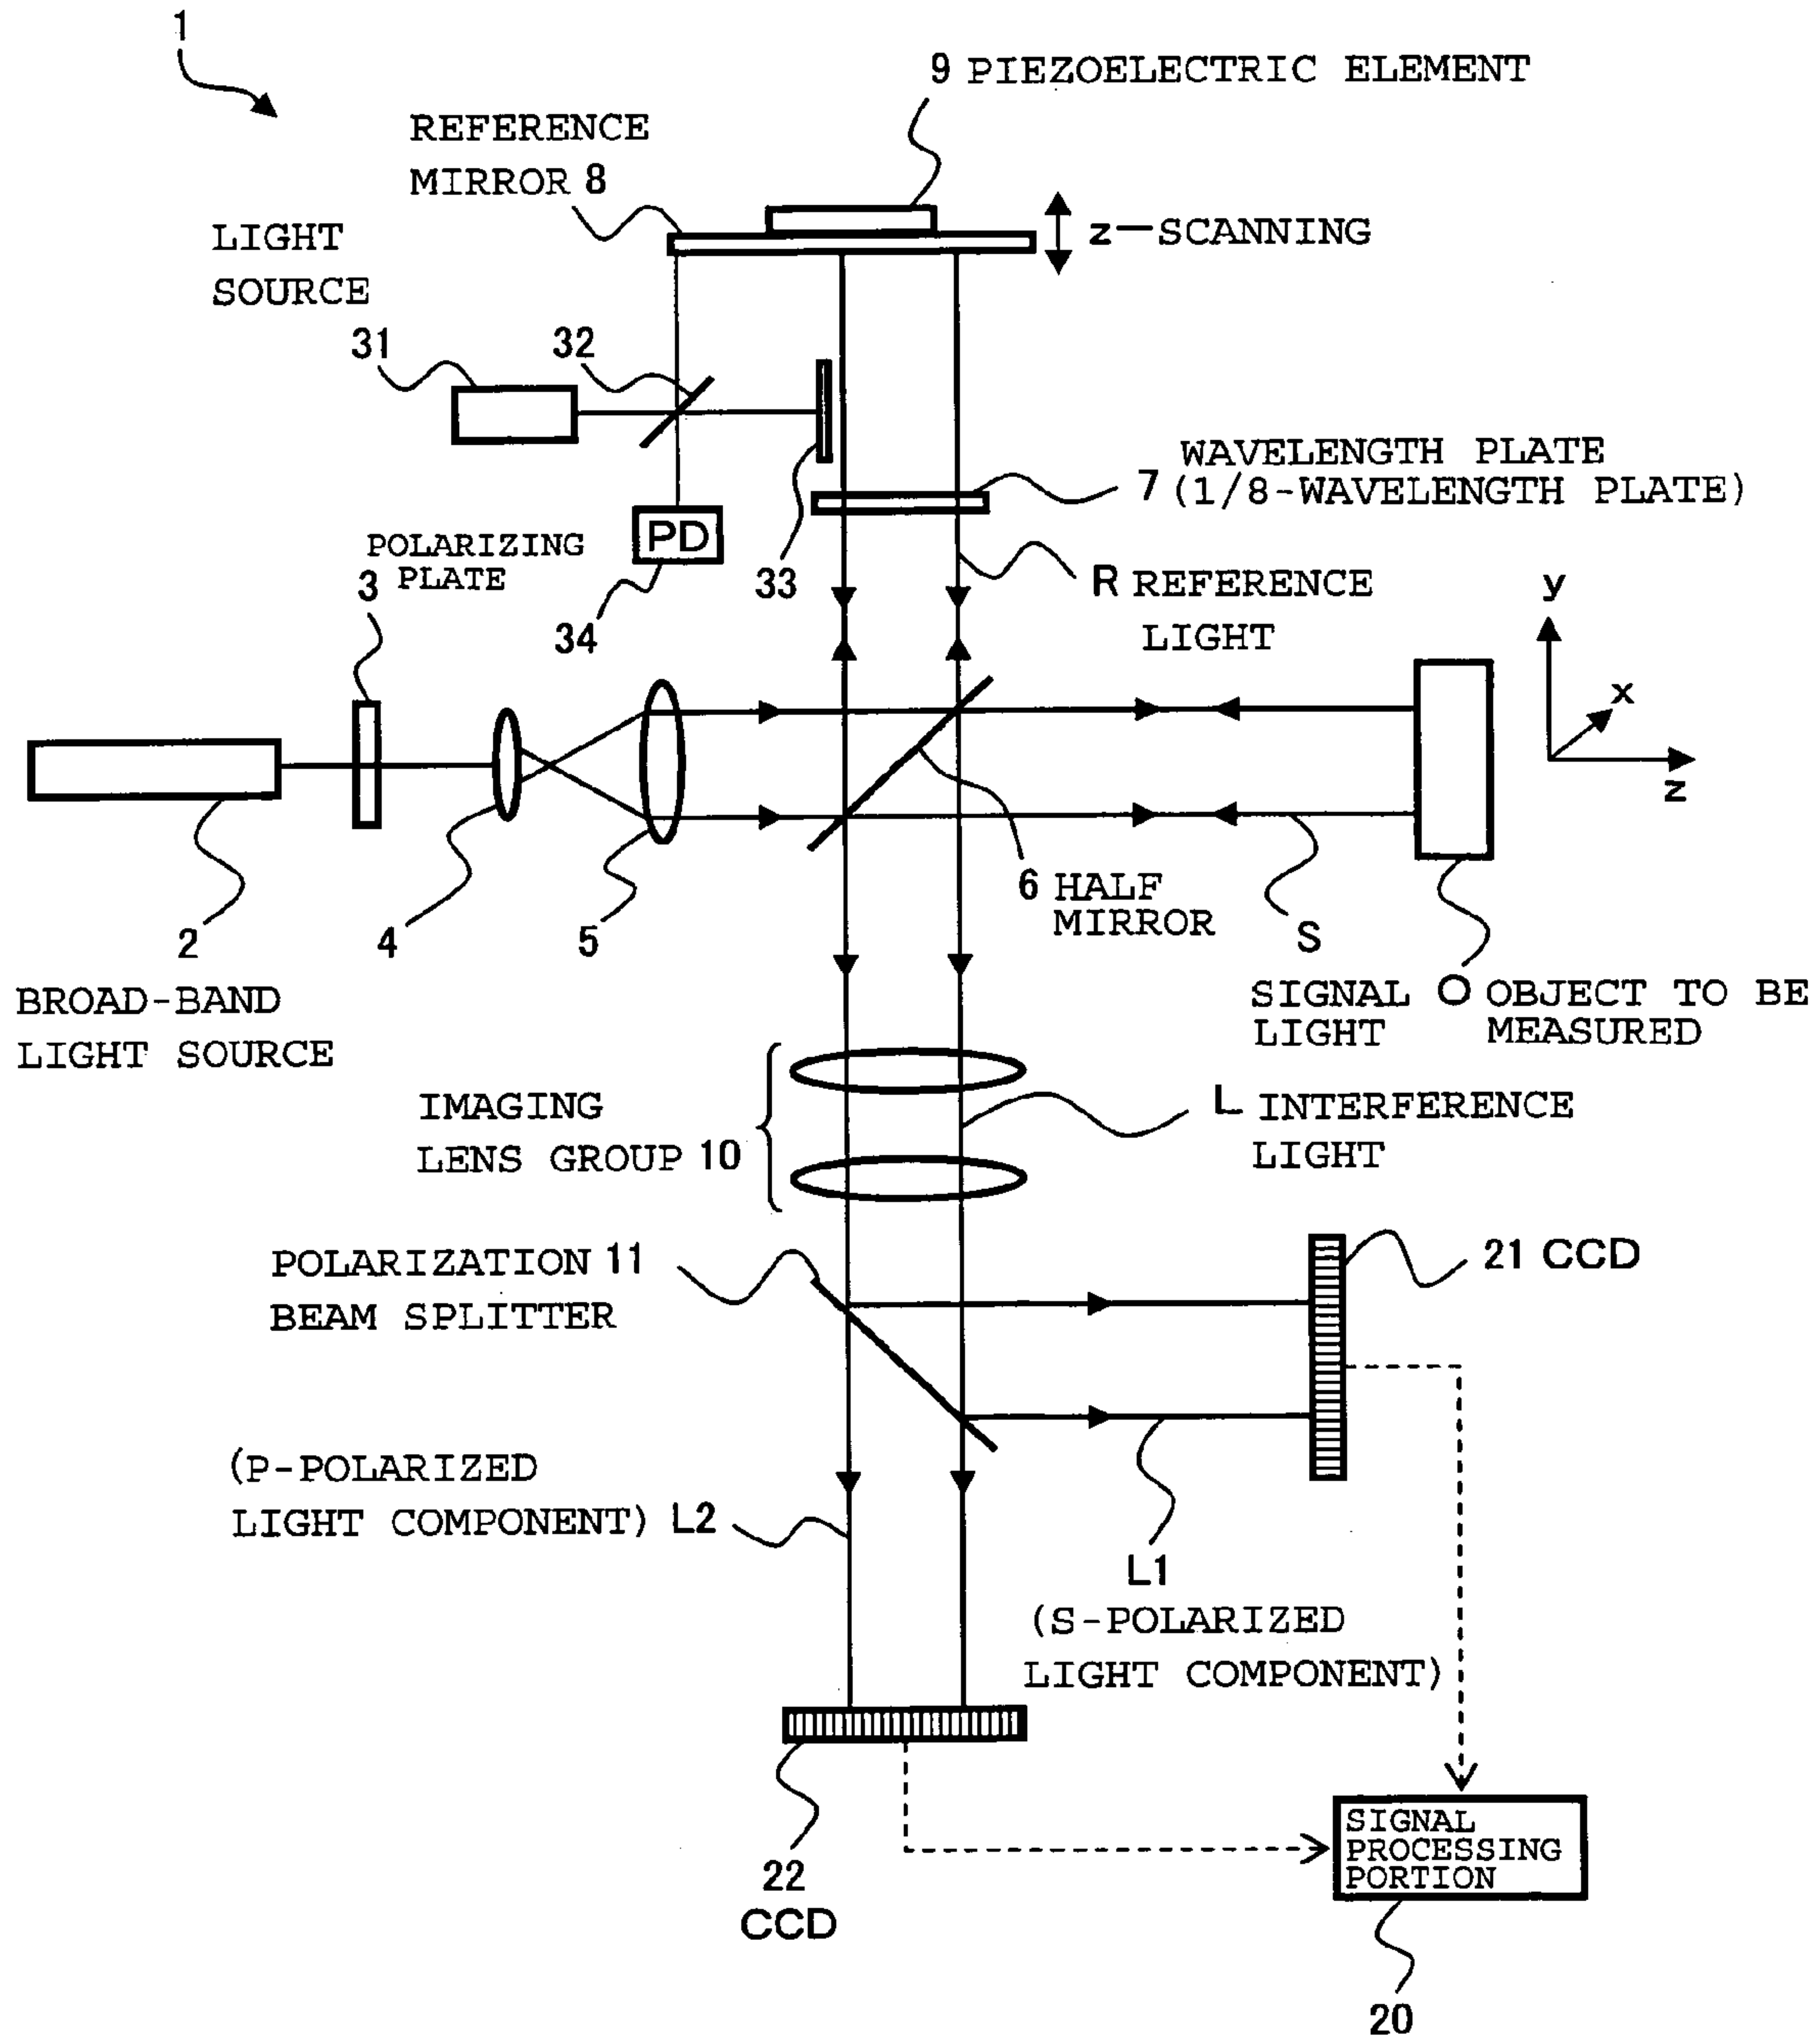 1
9 PIEZOELECTRIC ELEMENT
REFERENCE
MIRROR 8
z-SCANNING
LIGHT
SOURCE
31
32
33
WAVELENGTH PLATE
7 (1/8-WAVELENGTH PLATE)
PD
34
POLARIZING
3 PLATE
R REFERENCE
LIGHT
y
x
z
2
BROAD-BAND
LIGHT SOURCE
4
5
6 HALF
MIRROR
S
SIGNAL
LIGHT
O OBJECT TO BE
MEASURED
IMAGING
LENS GROUP 10
L INTERFERENCE
LIGHT
POLARIZATION 11
BEAM SPLITTER
21 CCD
(P-POLARIZED
LIGHT COMPONENT) L2
L1
(S-POLARIZED
LIGHT COMPONENT)
22
CCD
SIGNAL
PROCESSING
PORTION
20